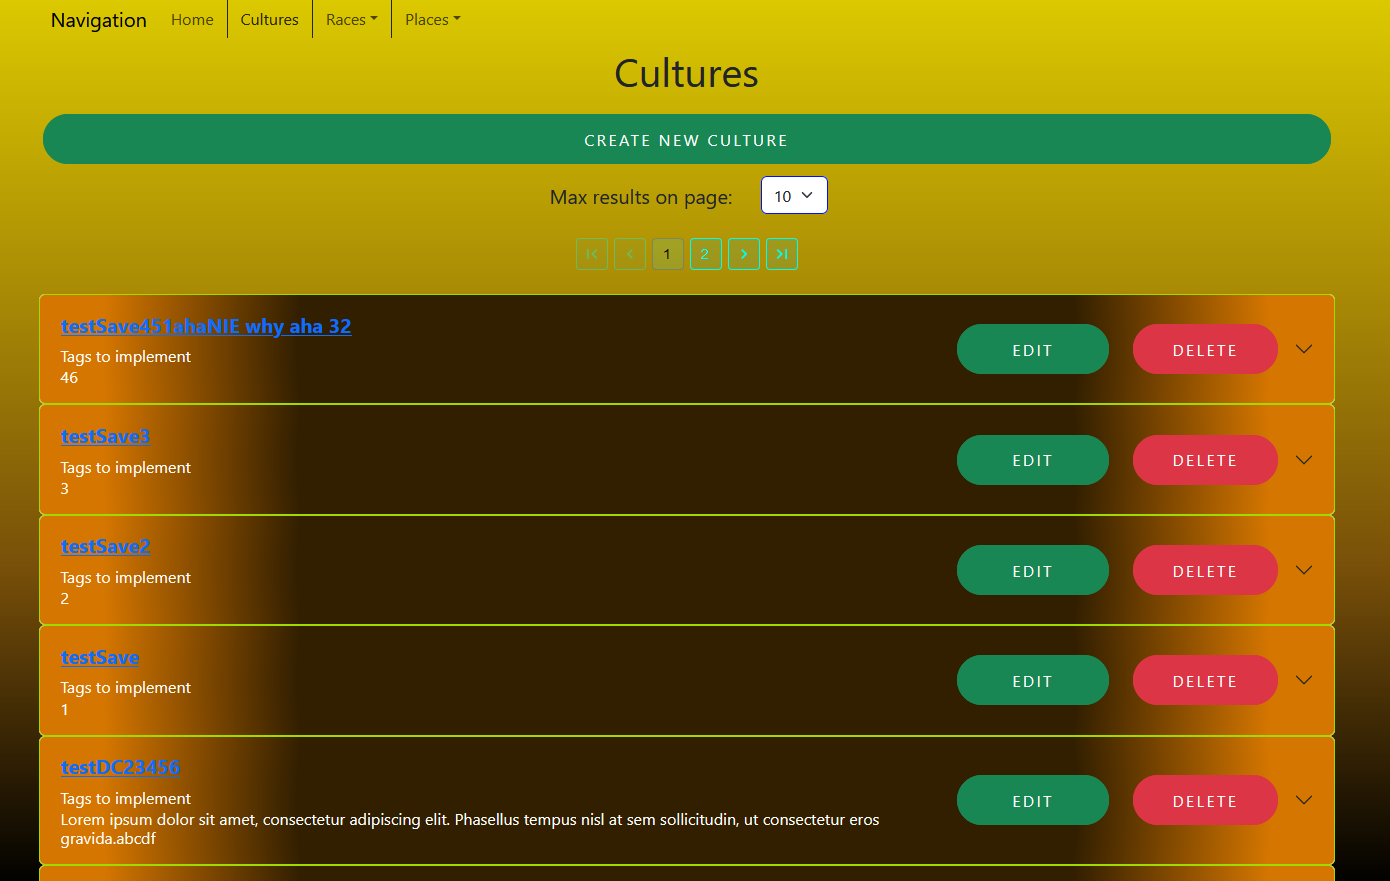 Navigation Home Cultures Races Places
Cultures
CREATE NEW CULTURE
Max results on page: 10
1 2
testSave451ahaNIE why aha 32
Tags to implement
46
EDIT DELETE
testSave3
Tags to implement
3
EDIT DELETE
testSave2
Tags to implement
2
EDIT DELETE
testSave
Tags to implement
1
EDIT DELETE
testDC23456
Tags to implement
Lorem ipsum dolor sit amet, consectetur adipiscing elit. Phasellus tempus nisl at sem sollicitudin, ut consectetur eros
gravida.abcdf
EDIT DELETE